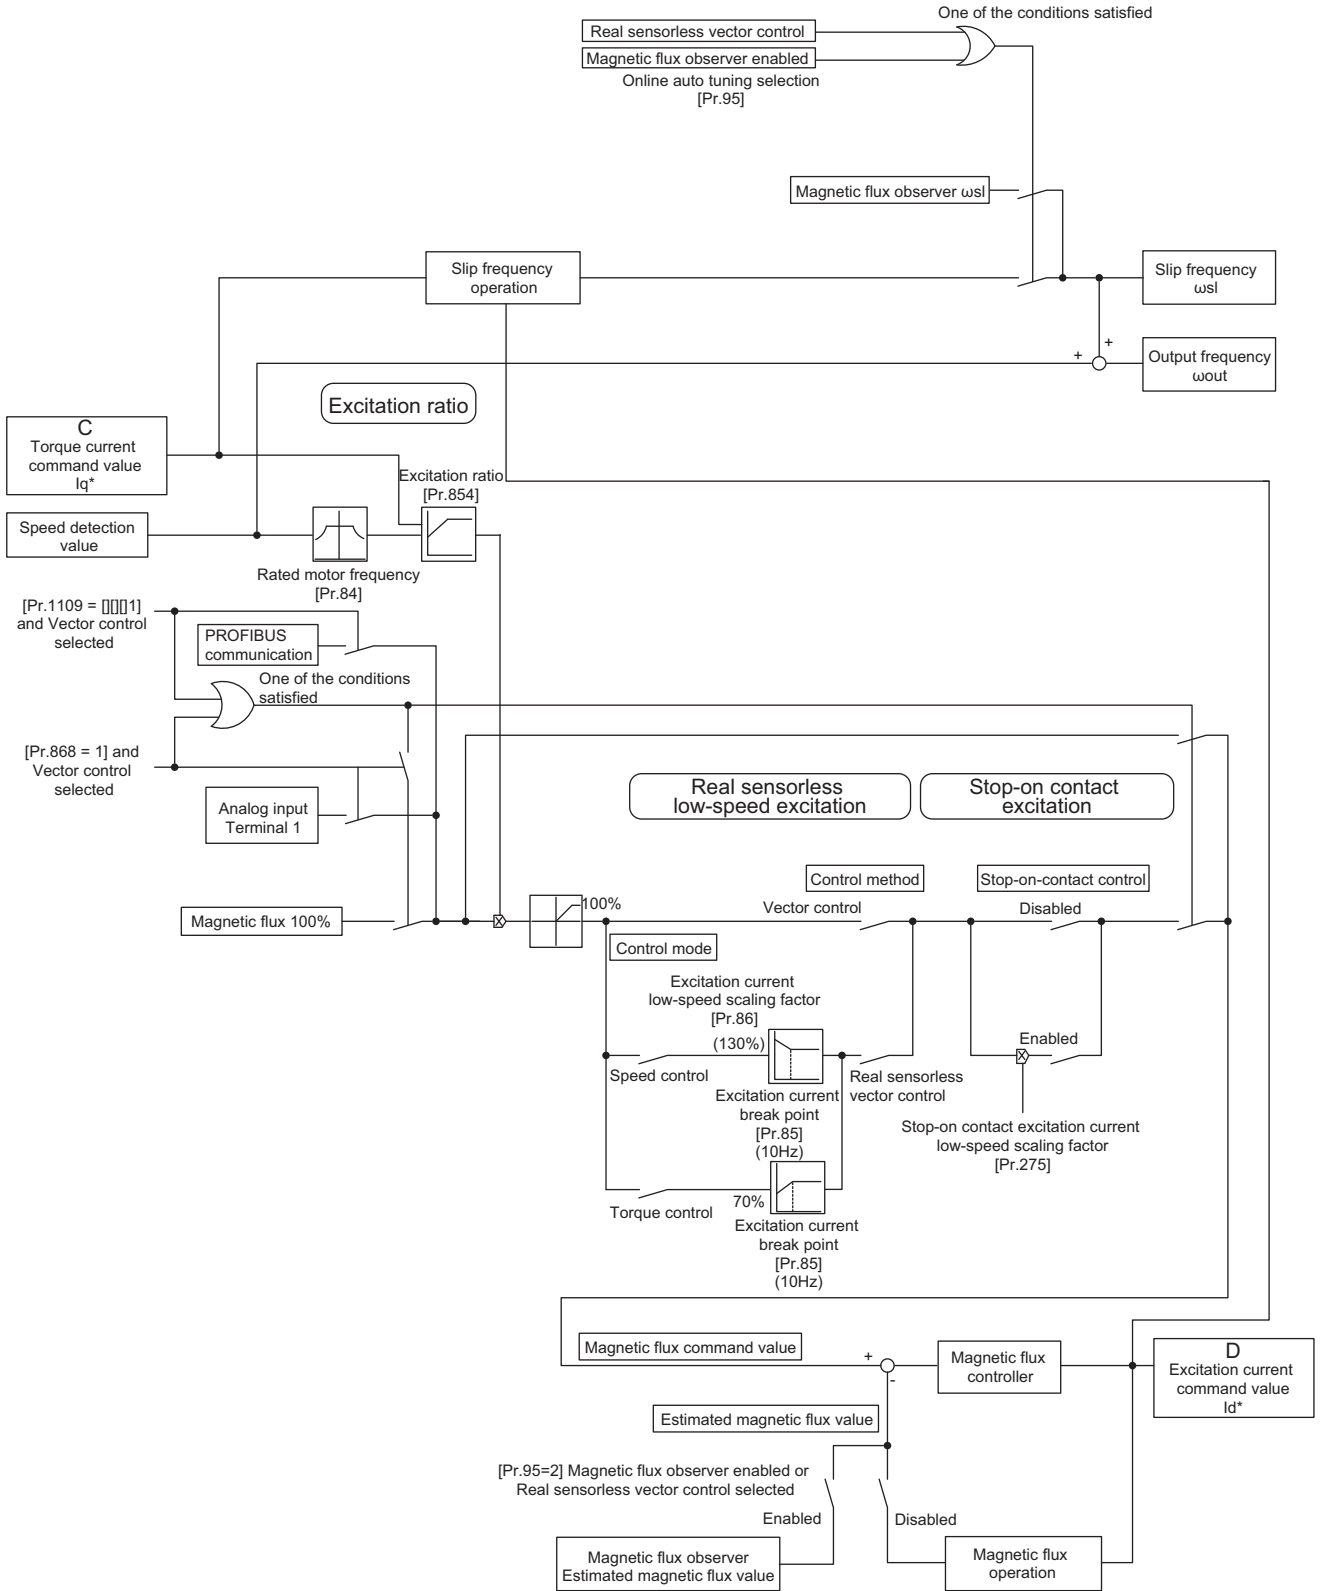 One of the conditions satisfied
Real sensorless vector control
Magnetic flux observer enabled
Online auto tuning selection
[Pr.95]
Magnetic flux observer ωsl
Slip frequency
operation
Slip frequency
ωsl
+
+
Output frequency
ωout
Excitation ratio
C
Torque current
command value
Iq*
Excitation ratio
[Pr.854]
Speed detection
value
Rated motor frequency
[Pr.84]
[Pr.1109 = [][][]1]
and Vector control
selected
PROFIBUS
communication
One of the conditions
satisfied
[Pr.868 = 1] and
Vector control
selected
Analog input
Terminal 1
Real sensorless
low-speed excitation
Stop-on contact
excitation
Control method
Stop-on-contact control
Magnetic flux 100%
X
100%
Vector control
Disabled
Control mode
Excitation current
low-speed scaling factor
[Pr.86]
(130%)
Speed control
Excitation current
break point
[Pr.85]
(10Hz)
Real sensorless
vector control
Enabled
X
Stop-on contact excitation current
low-speed scaling factor
[Pr.275]
70%
Torque control
Excitation current
break point
[Pr.85]
(10Hz)
Magnetic flux command value
+
-
Magnetic flux
controller
D
Excitation current
command value
Id*
Estimated magnetic flux value
[Pr.95=2] Magnetic flux observer enabled or
Real sensorless vector control selected
Enabled
Disabled
Magnetic flux observer
Estimated magnetic flux value
Magnetic flux
operation